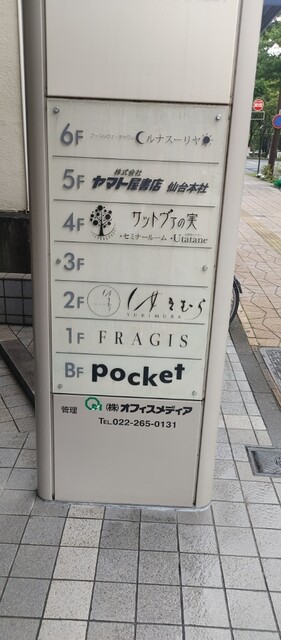 6F ルナスーリヤ
5F 株式会社 ヤマト屋書店 仙台本社
4F ワットヴァの実
・セミナールーム・Utatane
3F
2F ゆきむら
YUKIMURA
1F FRAGIS
BF pocket
管理 (株)オフィスメディア
TEL.022-265-0131